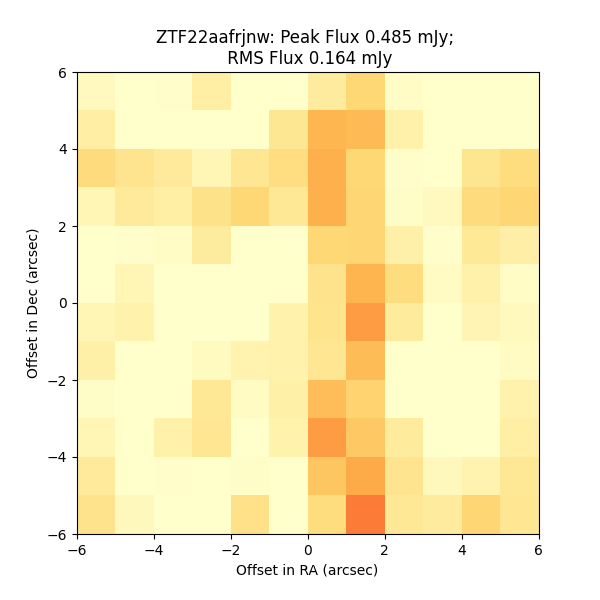 ZTF22aafrjnw: Peak Flux 0.485 mJy;
RMS Flux 0.164 mJy
6
4
2
0
−2
−4
−6
Offset in Dec (arcsec)
−6 −4 −2 0 2 4 6
Offset in RA (arcsec)